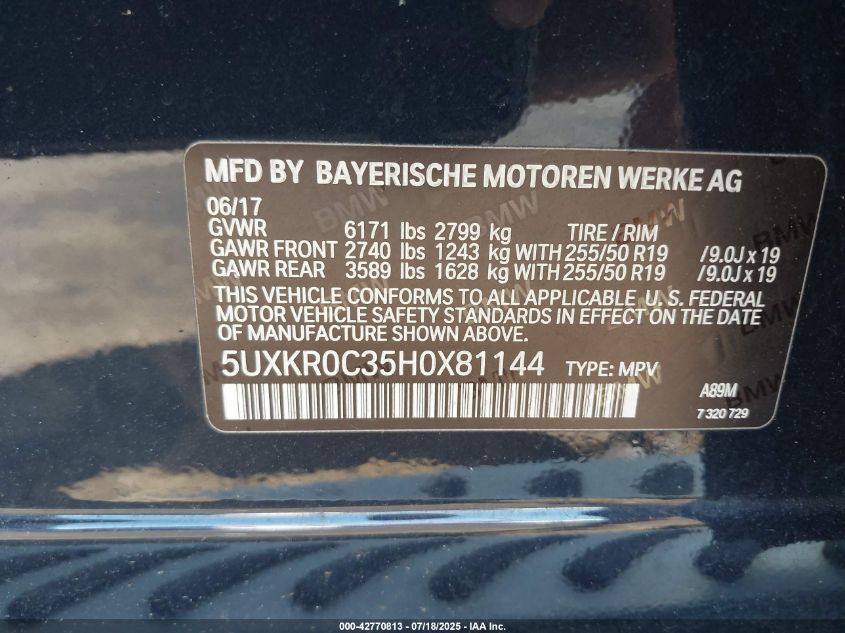 MFD BY BAYERISCHE MOTOREN WERKE AG
06/17
GVWR 6171 lbs 2799 kg TIRE / RIM
GAWR FRONT 2740 lbs 1243 kg WITH 255/50 R19 /9.0J x 19
GAWR REAR 3589 lbs 1628 kg WITH 255/50 R19 /9.0J x 19
THIS VEHICLE CONFORMS TO ALL APPLICABLE U. S. FEDERAL
MOTOR VEHICLE SAFETY STANDARDS IN EFFECT ON THE DATE
OF MANUFACTURE SHOWN ABOVE.
5UXKR0C35H0X81144 TYPE: MPV
A89M
7 320 729
000-42770813 - 07/18/2025 - IAA Inc.